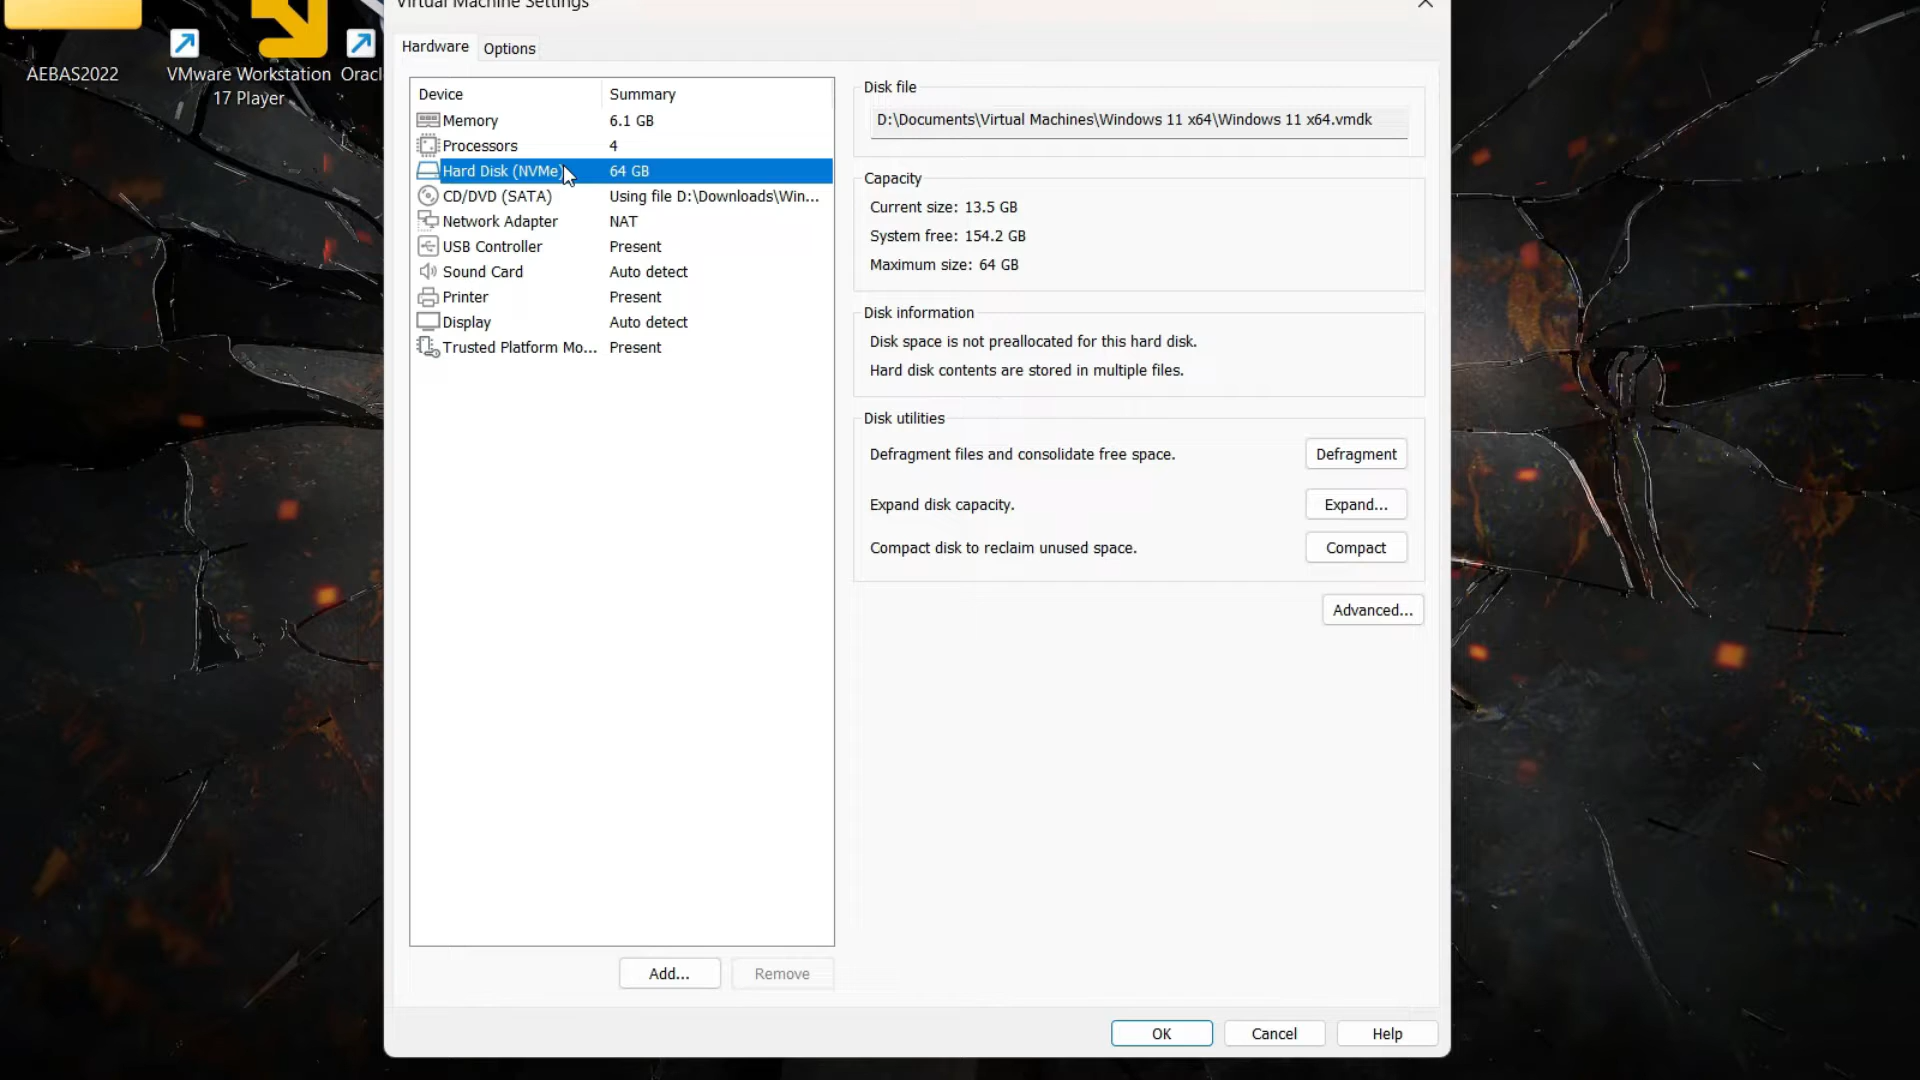 Virtual Machine Settings
AEBAS2022
VMware Workstation
17 Player
Oracl
Hardware
Options
Device Summary
Memory 6.1 GB
Processors 4
Hard Disk (NVMe) 64 GB
CD/DVD (SATA) Using file D:\Downloads\Win...
Network Adapter NAT
USB Controller Present
Sound Card Auto detect
Printer Present
Display Auto detect
Trusted Platform Mo... Present
Add...
Remove
Disk file
D:\Documents\Virtual Machines\Windows 11 x64\Windows 11 x64.vmdk
Capacity
Current size: 13.5 GB
System free: 154.2 GB
Maximum size: 64 GB
Disk information
Disk space is not preallocated for this hard disk.
Hard disk contents are stored in multiple files.
Disk utilities
Defragment files and consolidate free space. Defragment
Expand disk capacity. Expand...
Compact disk to reclaim unused space. Compact
Advanced...
OK
Cancel
Help